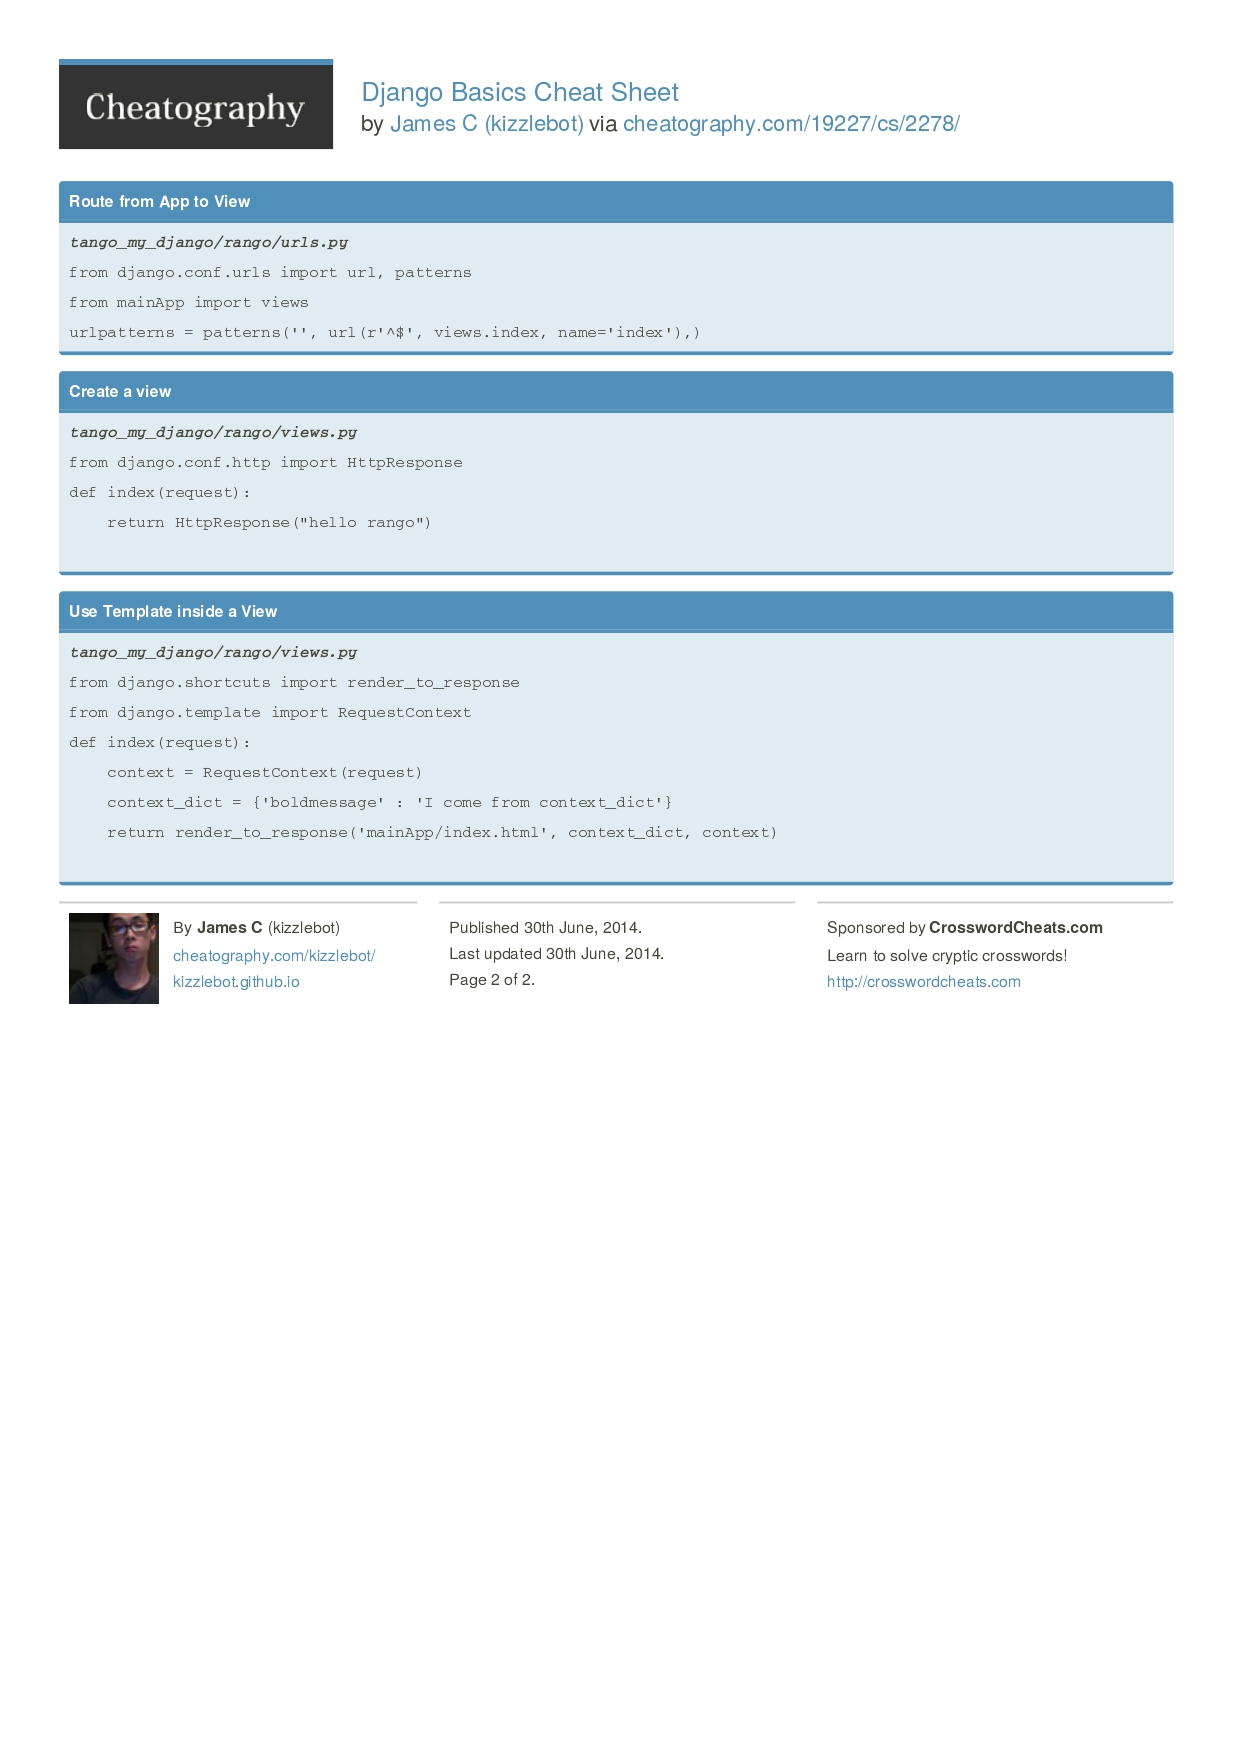 Cheatography
Django Basics Cheat Sheet
by James C (kizzlebot) via cheatography.com/19227/cs/2278/
Route from App to View
tango_my_django/rango/urls.py
from django.conf.urls import url, patterns
from mainApp import views
urlpatterns = patterns('', url(r'^$', views.index, name='index'),)
Create a view
tango_my_django/rango/views.py
from django.conf.http import HttpResponse
def index(request):
    return HttpResponse("hello rango")
Use Template inside a View
tango_my_django/rango/views.py
from django.shortcuts import render_to_response
from django.template import RequestContext
def index(request):
    context = RequestContext(request)
    context_dict = {'boldmessage' : 'I come from context_dict'}
    return render_to_response('mainApp/index.html', context_dict, context)
By James C (kizzlebot)
cheatography.com/kizzlebot/
kizzlebot.github.io
Published 30th June, 2014.
Last updated 30th June, 2014.
Page 2 of 2.
Sponsored by CrosswordCheats.com
Learn to solve cryptic crosswords!
http://crosswordcheats.com